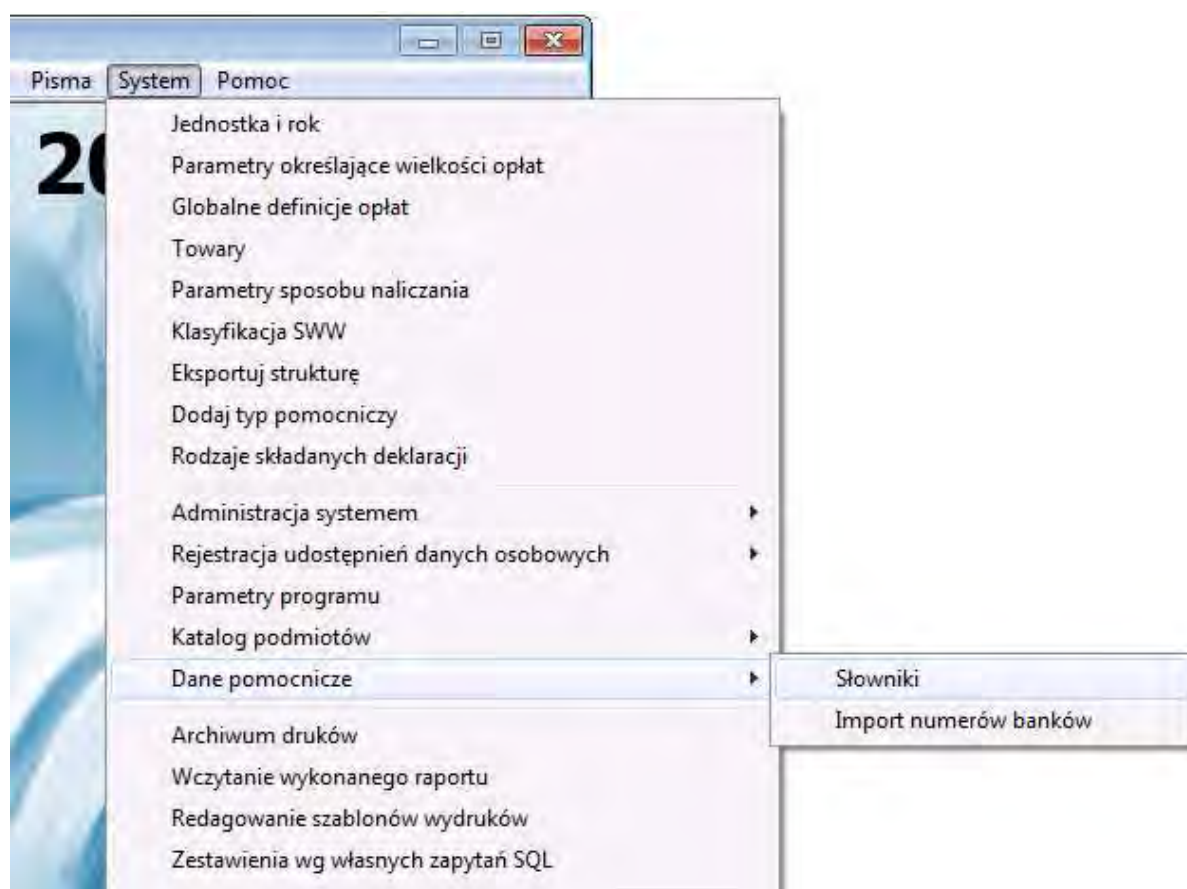 Pisma System Pomoc
20
Jednostka i rok
Parametry określające wielkości opłat
Globalne definicje opłat
Towary
Parametry sposobu naliczania
Klasyfikacja SWW
Eksportuj strukturę
Dodaj typ pomocniczy
Rodzaje składanych deklaracji
Administracja systemem
Rejestracja udostępnień danych osobowych
Parametry programu
Katalog podmiotów
Dane pomocnicze
Słowniki
Import numerów banków
Archiwum druków
Wczytanie wykonanego raportu
Redagowanie szablonów wydruków
Zestawienia wg własnych zapytań SQL